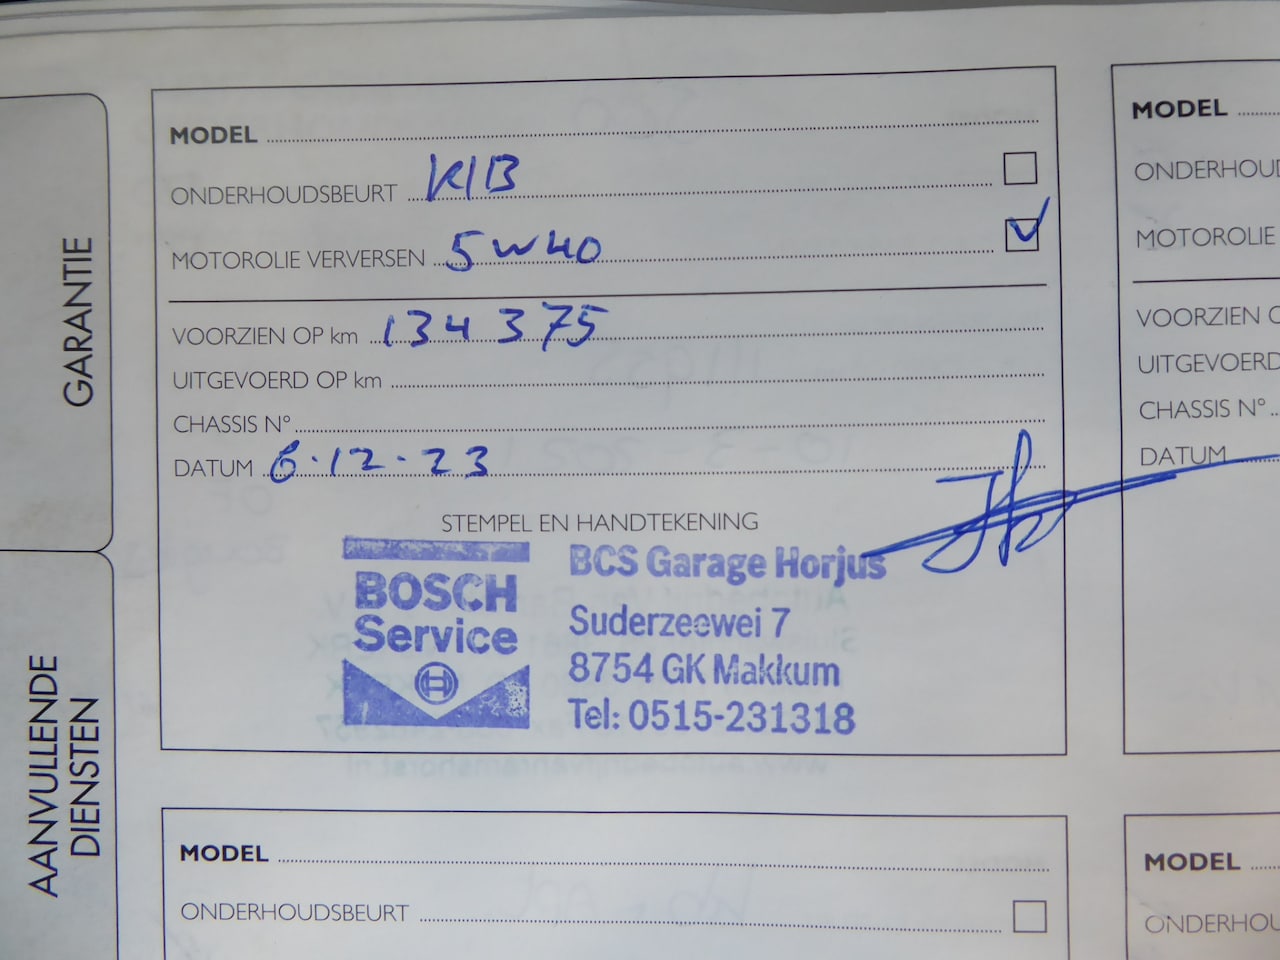 GARANTIE
AANVULLENDE
DIENSTEN
MODEL
ONDERHOUDSBEURT KIB
MOTOROLIE VERVERSEN 5W40
VOORZIEN OP km 134375
UITGEVOERD OP km
CHASSIS N°
DATUM 6.12.23
STEMPEL EN HANDTEKENING
BOSCH
Service
BCS Garage Horjus
Suderzeewei 7
8754 GK Makkum
Tel: 0515-231318
MODEL
ONDERHOUDSBEURT
MODEL
ONDERHOU
MOTOROLIE
VOORZIEN O
UITGEVOERD
CHASSIS N°
DATUM
MODEL
ONDERHOU